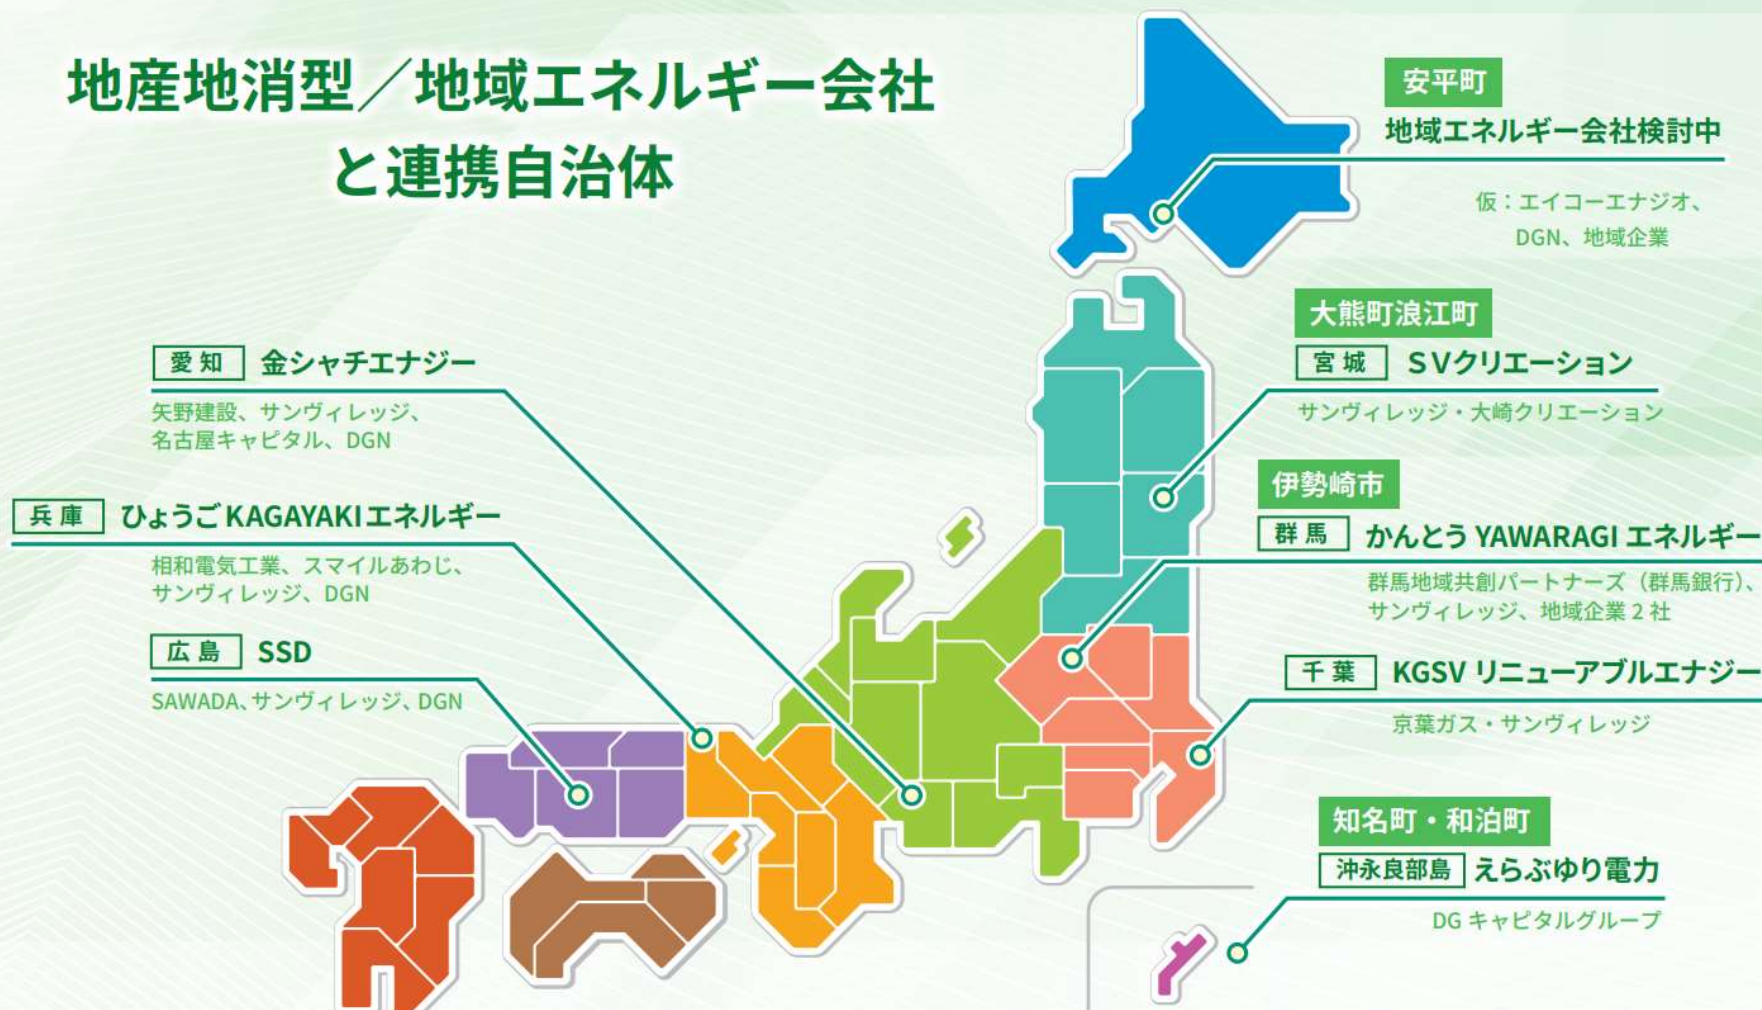 地産地消型／地域エネルギー会社
と連携自治体
安平町
地域エネルギー会社検討中
仮：エイコーエナジオ、
DGN、地域企業
大熊町浪江町
宮城 SVクリエーション
サンヴィレッジ・大崎クリエーション
伊勢崎市
群馬 かんとう YAWARAGI エネルギー
群馬地域共創パートナーズ（群馬銀行）、
サンヴィレッジ、地域企業 2 社
千葉 KGSV リニューアブルエナジー
京葉ガス・サンヴィレッジ
知名町・和泊町
沖永良部島 えらぶゆり電力
DG キャピタルグループ
愛知 金シャチエナジー
矢野建設、サンヴィレッジ、
名古屋キャピタル、DGN
兵庫 ひょうご KAGAYAKI エネルギー
相和電気工業、スマイルあわじ、
サンヴィレッジ、DGN
広島 SSD
SAWADA、サンヴィレッジ、DGN